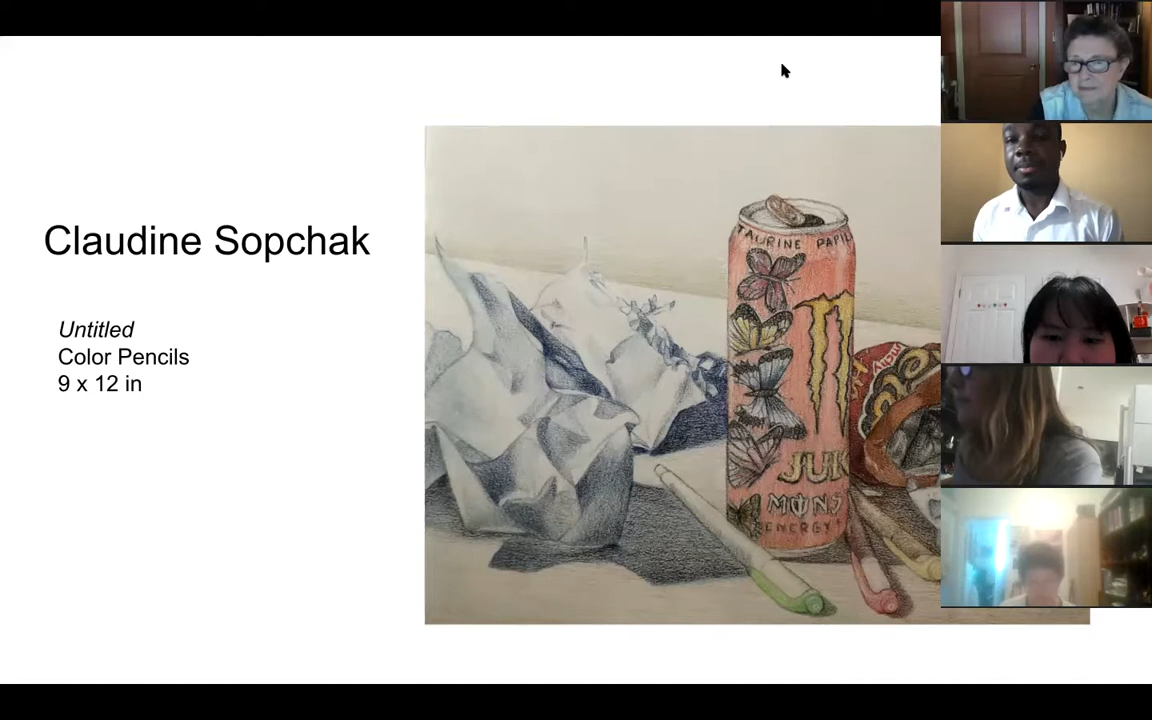 Claudine Sopchak
Untitled
Color Pencils
9 x 12 in
TAURINE PAPIL
JUI
MONS
ENERGY+